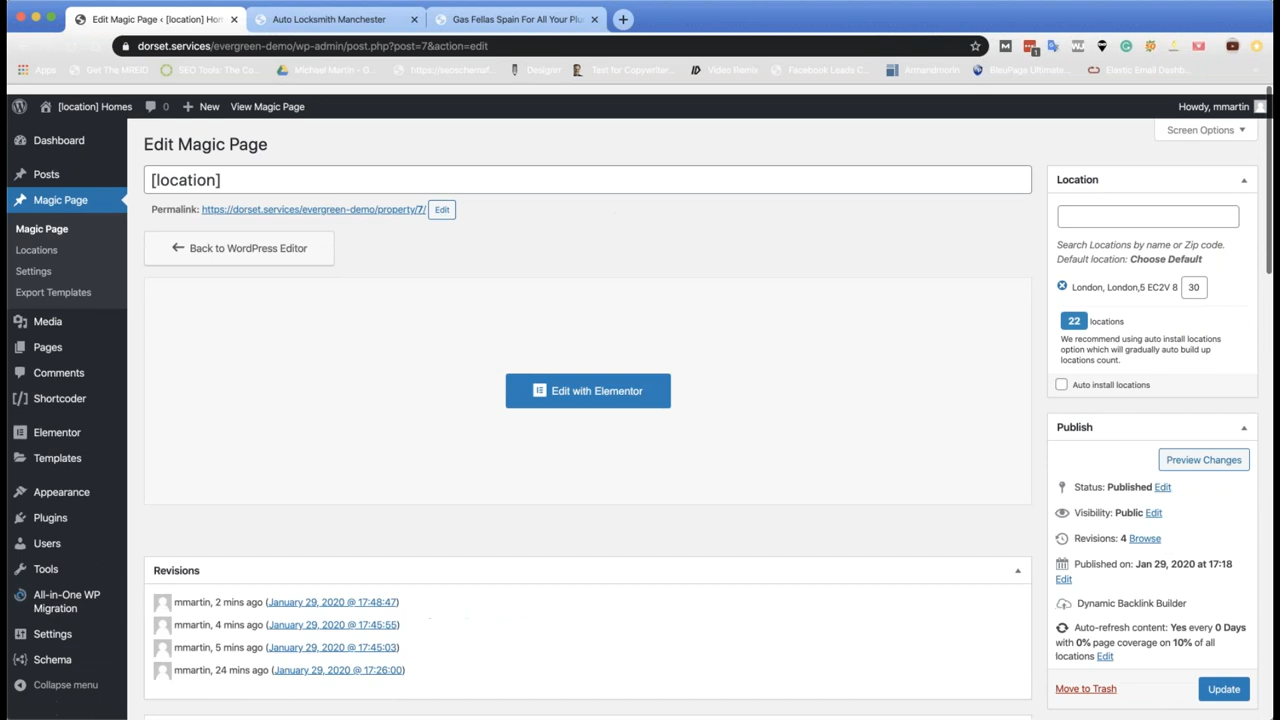 Edit Magic Page < [location] Hom
Auto Locksmith Manchester
Gas Fellas Spain For All Your Plu
dorset.services/evergreen-demo/wp-admin/post.php?post=7&action=edit
Apps
Girl The MREIO
SEO Tools: The Co...
Michael Martin - G...
https://seoschemaf...
Designrr
Test for Copywriter...
Video Remix
Facebook Leads C...
Armandmorin
BleuPage Ultimate...
Elastic Email Dashb...
[location] Homes
0
New
View Magic Page
Howdy, mmartin
Screen Options
Dashboard
Posts
Magic Page
Magic Page
Locations
Settings
Export Templates
Media
Pages
Comments
Shortcoder
Elementor
Templates
Appearance
Plugins
Users
Tools
All-in-One WP
Migration
Settings
Schema
Collapse menu
Edit Magic Page
[location]
Permalink: https://dorset.services/evergreen-demo/property/7/ Edit
← Back to WordPress Editor
Edit with Elementor
Revisions
mmartin, 2 mins ago (January 29, 2020 @ 17:48:47)
mmartin, 4 mins ago (January 29, 2020 @ 17:45:55)
mmartin, 5 mins ago (January 29, 2020 @ 17:45:03)
mmartin, 24 mins ago (January 29, 2020 @ 17:26:00)
Location
Search Locations by name or Zip code.
Default location: Choose Default
London, London,5 EC2V 8 30
22 locations
We recommend using auto install locations
option which will gradually auto build up
locations count.
Auto install locations
Publish
Preview Changes
Status: Published Edit
Visibility: Public Edit
Revisions: 4 Browse
Published on: Jan 29, 2020 at 17:18
Edit
Dynamic Backlink Builder
Auto-refresh content: Yes every 0 Days
with 0% page coverage on 10% of all
locations Edit
Move to Trash
Update